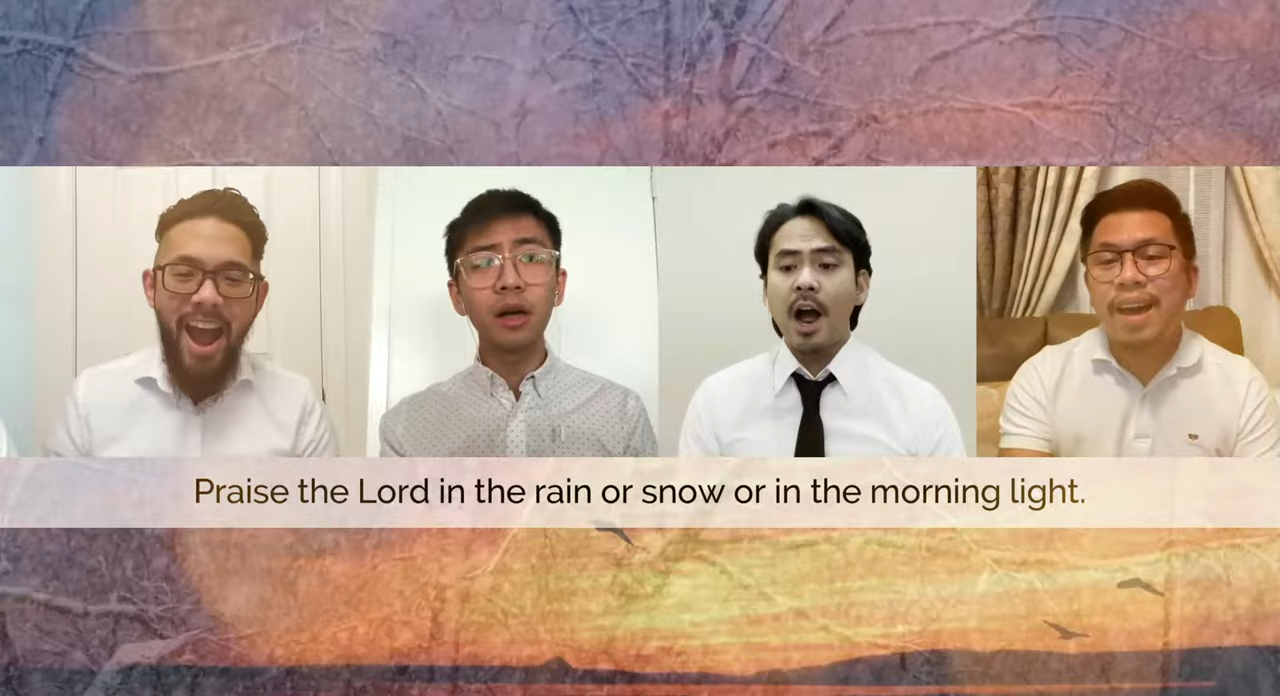 Praise the Lord in the rain or snow or in the morning light.